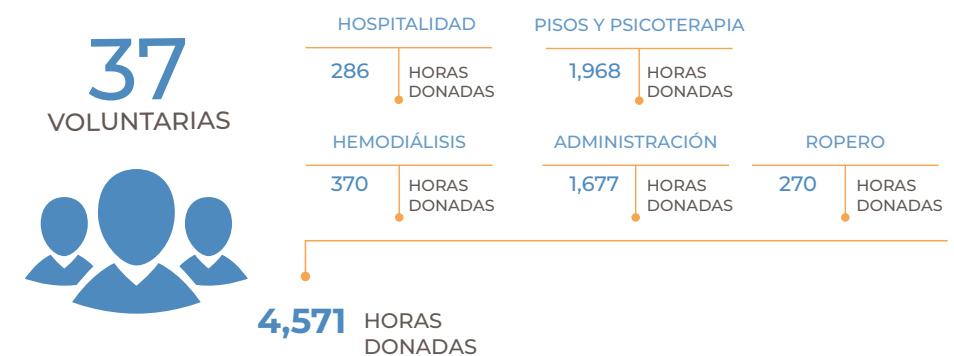 37
VOLUNTARIAS
HOSPITALIDAD
286
HORAS
DONADAS
PISOS Y PSICOTERAPIA
1,968
HORAS
DONADAS
HEMODIÁLISIS
370
HORAS
DONADAS
ADMINISTRACIÓN
1,677
HORAS
DONADAS
ROPERO
270
HORAS
DONADAS
4,571
HORAS
DONADAS